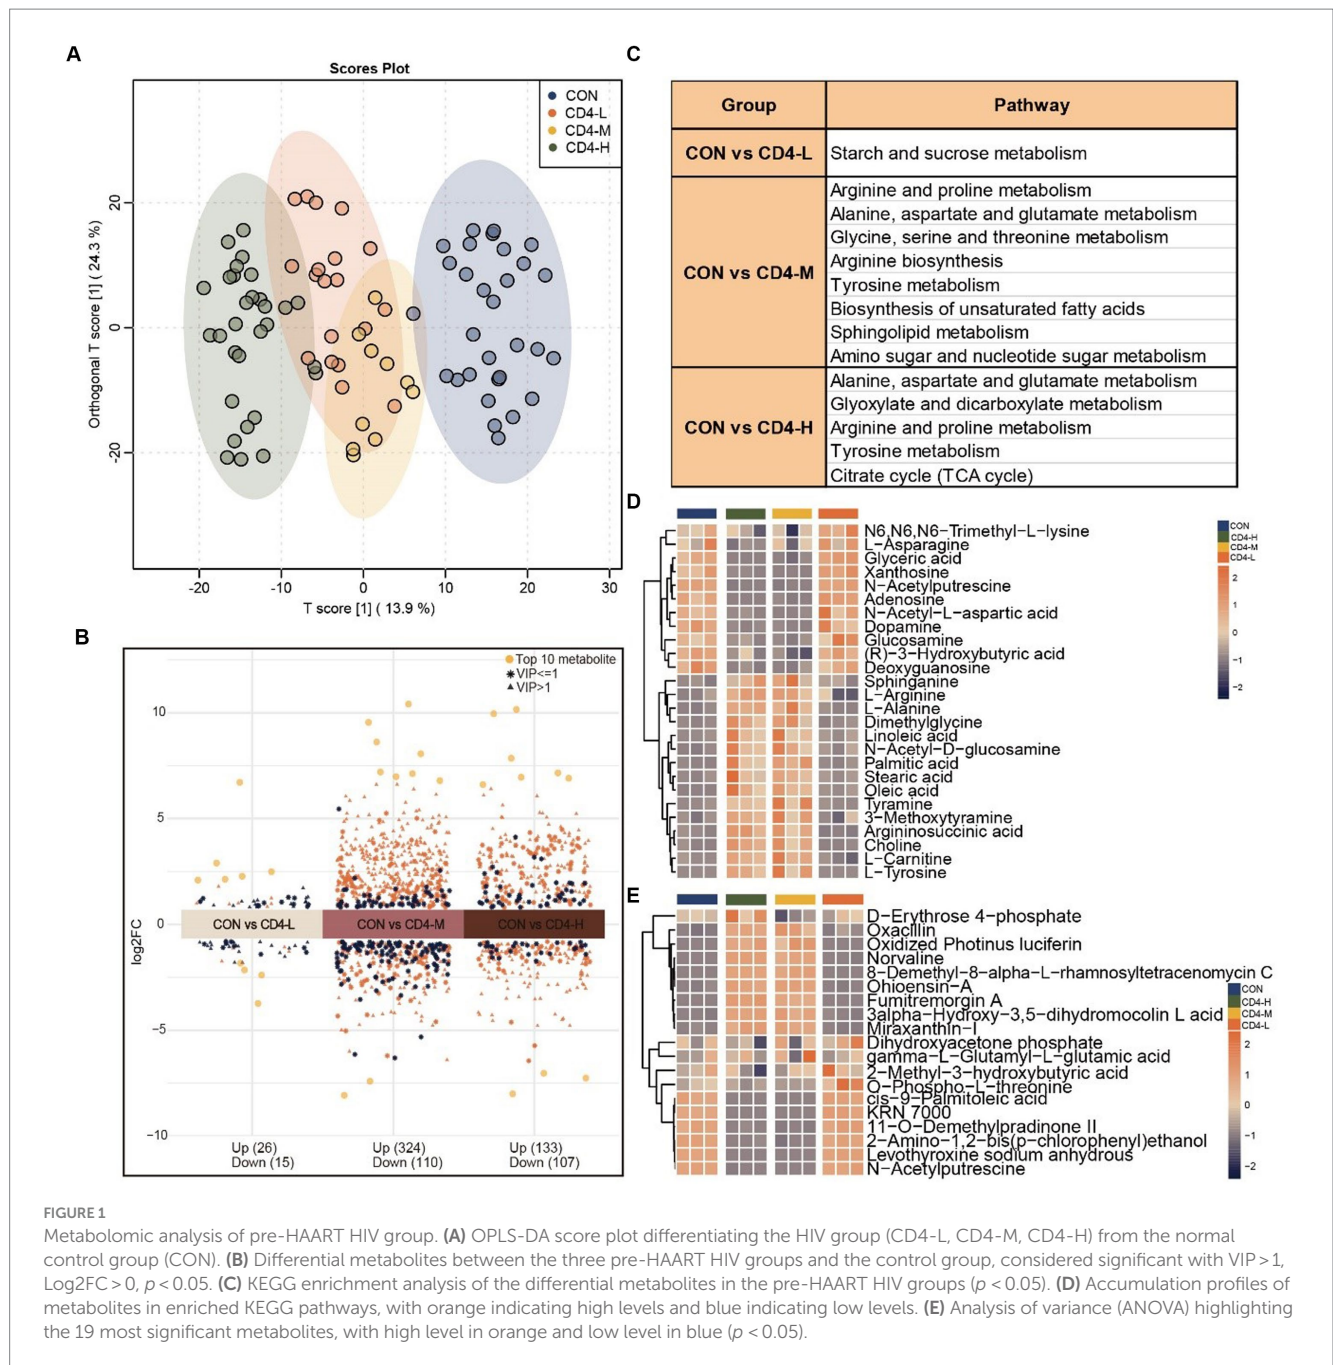 A
Scores Plot
CON
CD4-L
CD4-M
CD4-H
Orthogonal T score [1] ( 24.3 %)
20
0
-20
-20
-10
0
10
20
30
T score [1] ( 13.9 %)
B
Top 10 metabolite
VIP<=1
VIP>1
log2FC
10
5
0
−5
−10
CON vs CD4-L
CON vs CD4-M
CON vs CD4-H
Up (26)
Down (15)
Up (324)
Down (110)
Up (133)
Down (107)
C
Group
Pathway
CON vs CD4-L
Starch and sucrose metabolism
CON vs CD4-M
Arginine and proline metabolism
Alanine, aspartate and glutamate metabolism
Glycine, serine and threonine metabolism
Arginine biosynthesis
Tyrosine metabolism
Biosynthesis of unsaturated fatty acids
Sphingolipid metabolism
Amino sugar and nucleotide sugar metabolism
CON vs CD4-H
Alanine, aspartate and glutamate metabolism
Glyoxylate and dicarboxylate metabolism
Arginine and proline metabolism
Tyrosine metabolism
Citrate cycle (TCA cycle)
D
N6,N6,N6−Trimethyl−L−lysine
L−Asparagine
Glyceric acid
Xanthosine
N−Acetylputrescine
Adenosine
N−Acetyl−L−aspartic acid
Dopamine
Glucosamine
(R)−3−Hydroxybutyric acid
Deoxyguanosine
Sphinganine
L−Arginine
L−Alanine
Dimethylglycine
Linoleic acid
N−Acetyl−D−glucosamine
Palmitic acid
Stearic acid
Oleic acid
Tyramine
3−Methoxytyramine
Argininosuccinic acid
Choline
L−Carnitine
L−Tyrosine
CON
CD4-H
CD4-M
CD4-L
2
1
0
−1
−2
E
D−Erythrose 4−phosphate
Oxacillin
Oxidized Photinus luciferin
Norvaline
8−Demethyl−8−alpha−L−rhamnosyltetracenomycin C
Ohioensin−A
Fumitremorgin A
3alpha−Hydroxy−3,5−dihydromocolin L acid
Miraxanthin−I
Dihydroxyacetone phosphate
gamma−L−Glutamyl−L−glutamic acid
2−Methyl−3−hydroxybutyric acid
O−Phospho−L−threonine
cis−9−Palmitoleic acid
KRN 7000
11−O−Demethylpradinone II
2−Amino−1,2−bis(p−chlorophenyl)ethanol
Levothyroxine sodium anhydrous
N−Acetylputrescine
CON
CD4-H
CD4-M
CD4-L
2
1
0
−1
−2
FIGURE 1
Metabolomic analysis of pre-HAART HIV group. (A) OPLS-DA score plot differentiating the HIV group (CD4-L, CD4-M, CD4-H) from the normal
control group (CON). (B) Differential metabolites between the three pre-HAART HIV groups and the control group, considered significant with VIP > 1,
Log2FC > 0, p < 0.05. (C) KEGG enrichment analysis of the differential metabolites in the pre-HAART HIV groups (p < 0.05). (D) Accumulation profiles of
metabolites in enriched KEGG pathways, with orange indicating high levels and blue indicating low levels. (E) Analysis of variance (ANOVA) highlighting
the 19 most significant metabolites, with high level in orange and low level in blue (p < 0.05).